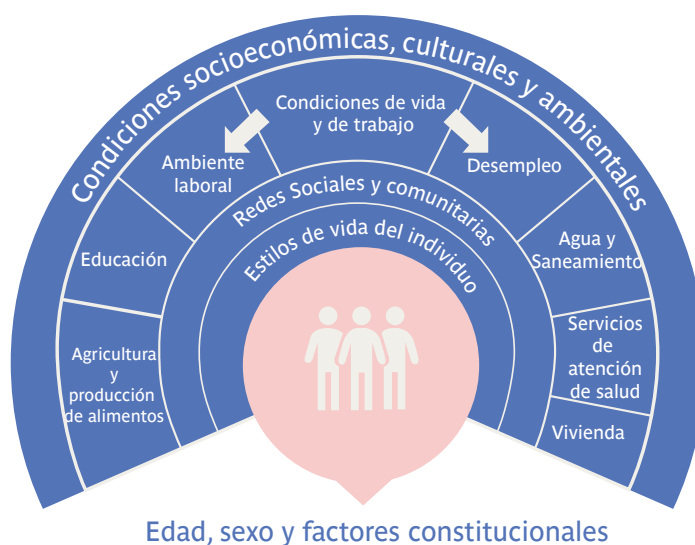 Condiciones socioeconómicas, culturales y ambientales
Condiciones de vida
y de trabajo
Ambiente
laboral
Desempleo
Redes Sociales y comunitarias
Estilos de vida del individuo
Educación
Agua y
Saneamiento
Agricultura
y
producción
de alimentos
Servicios
de
atención
de salud
Vivienda
Edad, sexo y factores constitucionales